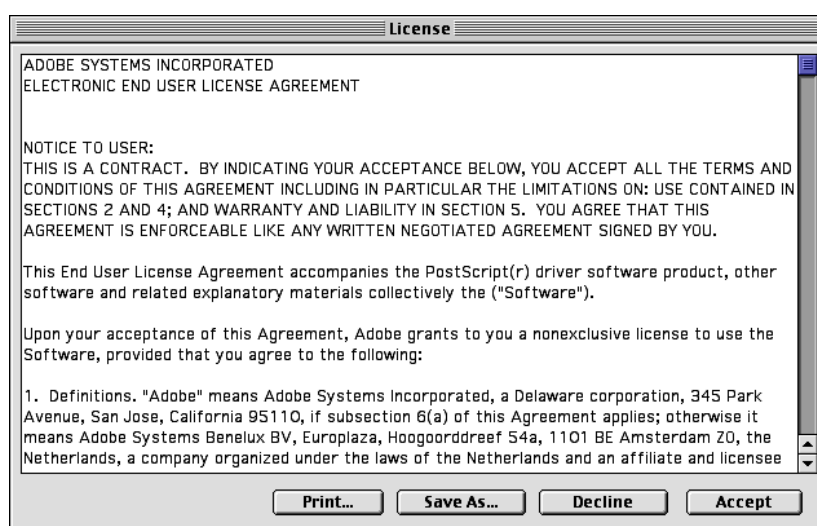 License
ADOBE SYSTEMS INCORPORATED
ELECTRONIC END USER LICENSE AGREEMENT
NOTICE TO USER:
THIS IS A CONTRACT.  BY INDICATING YOUR ACCEPTANCE BELOW, YOU ACCEPT ALL THE TERMS AND
CONDITIONS OF THIS AGREEMENT INCLUDING IN PARTICULAR THE LIMITATIONS ON: USE CONTAINED IN
SECTIONS 2 AND 4; AND WARRANTY AND LIABILITY IN SECTION 5.  YOU AGREE THAT THIS
AGREEMENT IS ENFORCEABLE LIKE ANY WRITTEN NEGOTIATED AGREEMENT SIGNED BY YOU.
This End User License Agreement accompanies the PostScript(r) driver software product, other
software and related explanatory materials collectively the ("Software").
Upon your acceptance of this Agreement, Adobe grants to you a nonexclusive license to use the
Software, provided that you agree to the following:
1.  Definitions. "Adobe" means Adobe Systems Incorporated, a Delaware corporation, 345 Park
Avenue, San Jose, California 95110, if subsection 6(a) of this Agreement applies; otherwise it
means Adobe Systems Benelux BV, Europlaza, Hoogoorddreef 54a, 1101 BE Amsterdam ZO, the
Netherlands, a company organized under the laws of the Netherlands and an affiliate and licensee
Print... Save As... Decline Accept